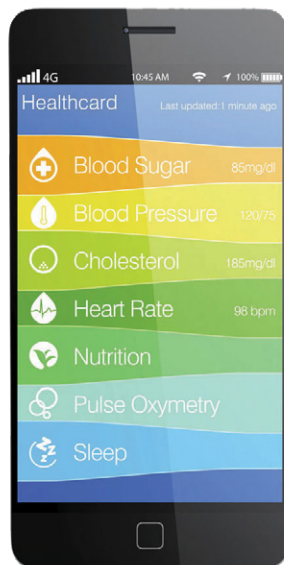 4G 10:45 AM 100%
Healthcard Last updated:1 minute ago
Blood Sugar 85mg/dl
Blood Pressure 120/75
Cholesterol 185mg/dl
Heart Rate 98 bpm
Nutrition
Pulse Oxymetry
Sleep